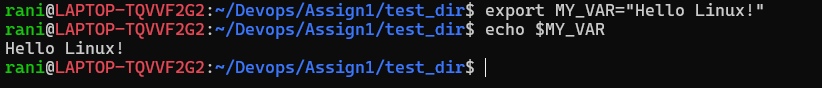 rani@LAPTOP-TQVVF2G2:~/Devops/Assign1/test_dir$ export MY_VAR="Hello Linux!"
rani@LAPTOP-TQVVF2G2:~/Devops/Assign1/test_dir$ echo $MY_VAR
Hello Linux!
rani@LAPTOP-TQVVF2G2:~/Devops/Assign1/test_dir$